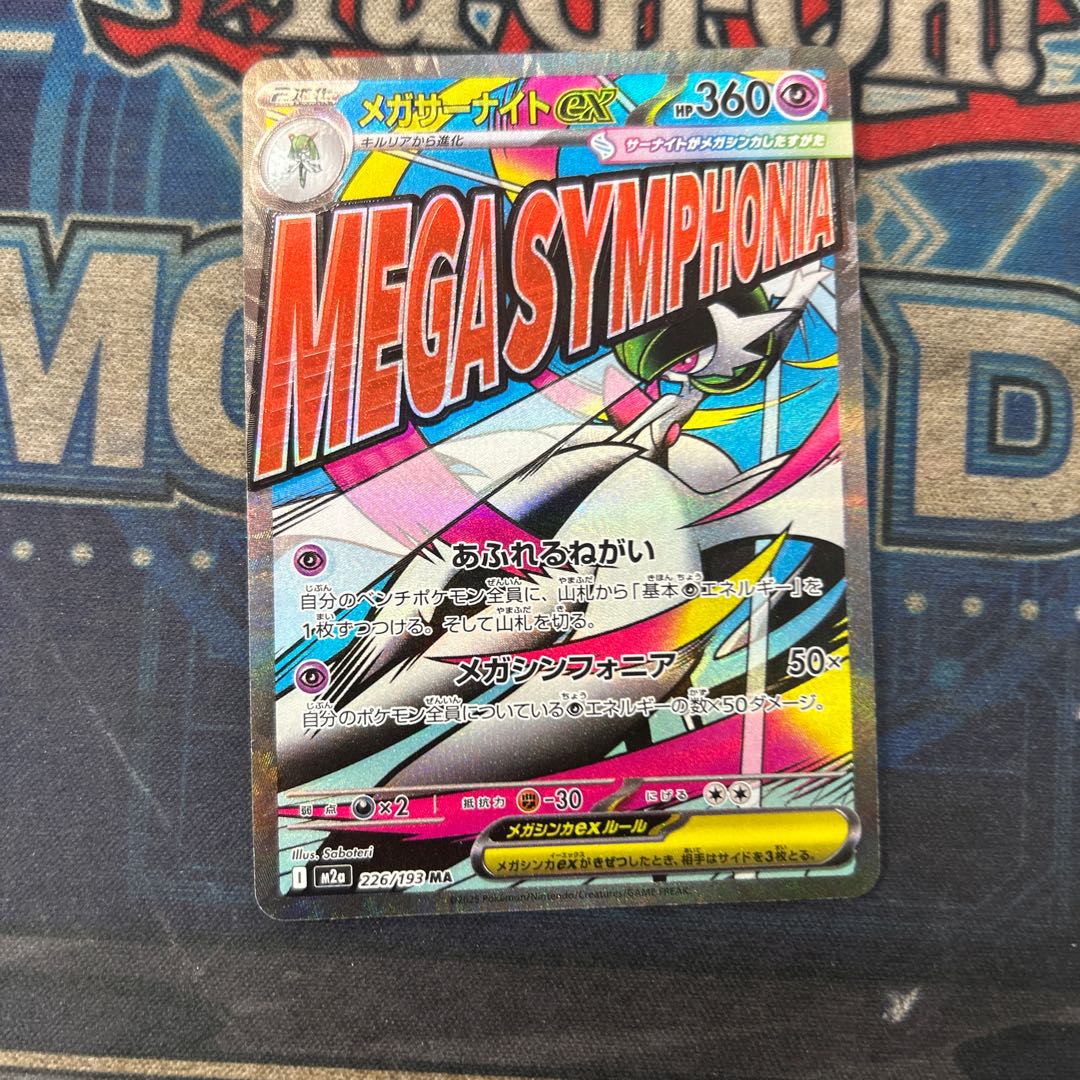 Yu-Gi-Oh!
2進化
メガサーナイトex
HP360
キルリアから進化
サーナイトがメガシンカしたすがた
MEGA SYMPHONIA
あふれるねがい
自分のベンチポケモン全員に、山札から「基本エネルギー」を
1枚ずつつける。そして山札を切る。
メガシンフォニア 50×
自分のポケモン全員についているエネルギーの数×50ダメージ。
弱点 ×2 抵抗力 -30 にげる
メガシンカexルール
メガシンカexがきぜつしたとき、相手はサイドを3枚とる。
Illus. Saboteri
I M2a 226/193 MA
©2025 Pokémon/Nintendo/Creatures/GAME FREAK.